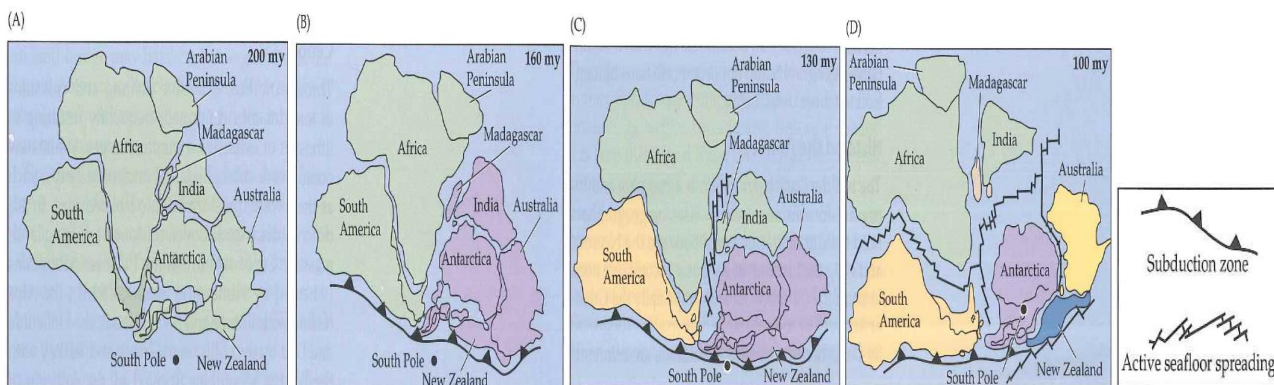 (A)
200 my
Arabian
Peninsula
Madagascar
Africa
India
Australia
South
America
Antarctica
South Pole
(B)
160 my
Arabian
Peninsula
Madagascar
Africa
India
Australia
South
America
Antarctica
South Pole
New Zealand
(C)
130 my
Arabian
Peninsula
Africa
Madagascar
India
Australia
South
America
Antarctica
South Pole
New Zealand
(D)
100 my
Arabian
Peninsula
Madagascar
India
Africa
Australia
Antarctica
South
America
South Pole
New Zealand
Subduction zone
Active seafloor spreading